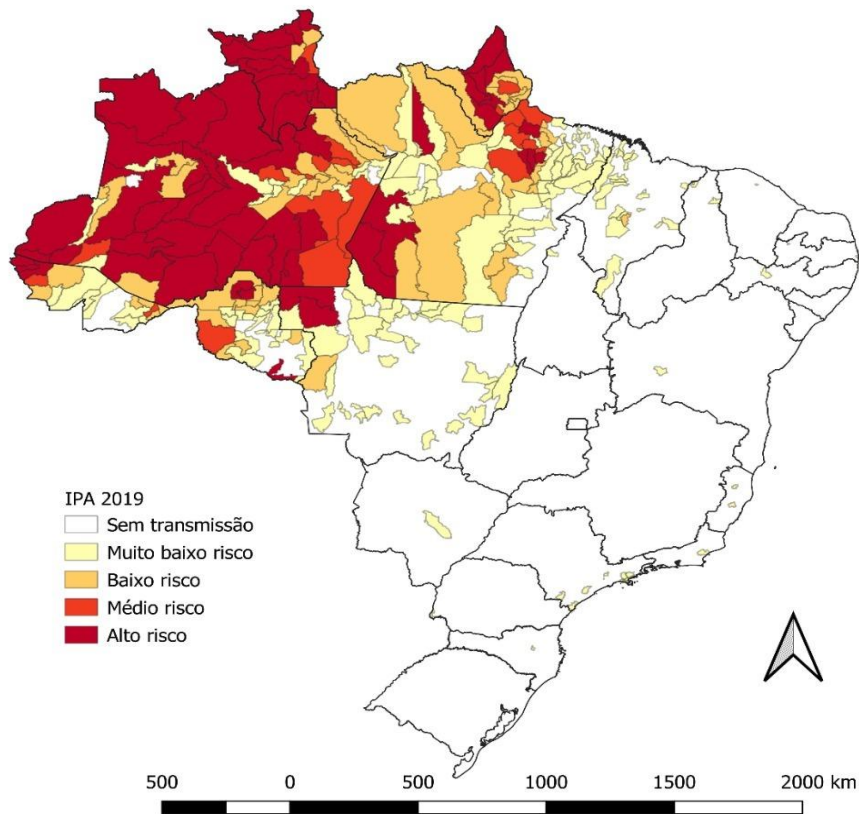 IPA 2019
Sem transmissão
Muito baixo risco
Baixo risco
Médio risco
Alto risco
500 0 500 1000 1500 2000 km